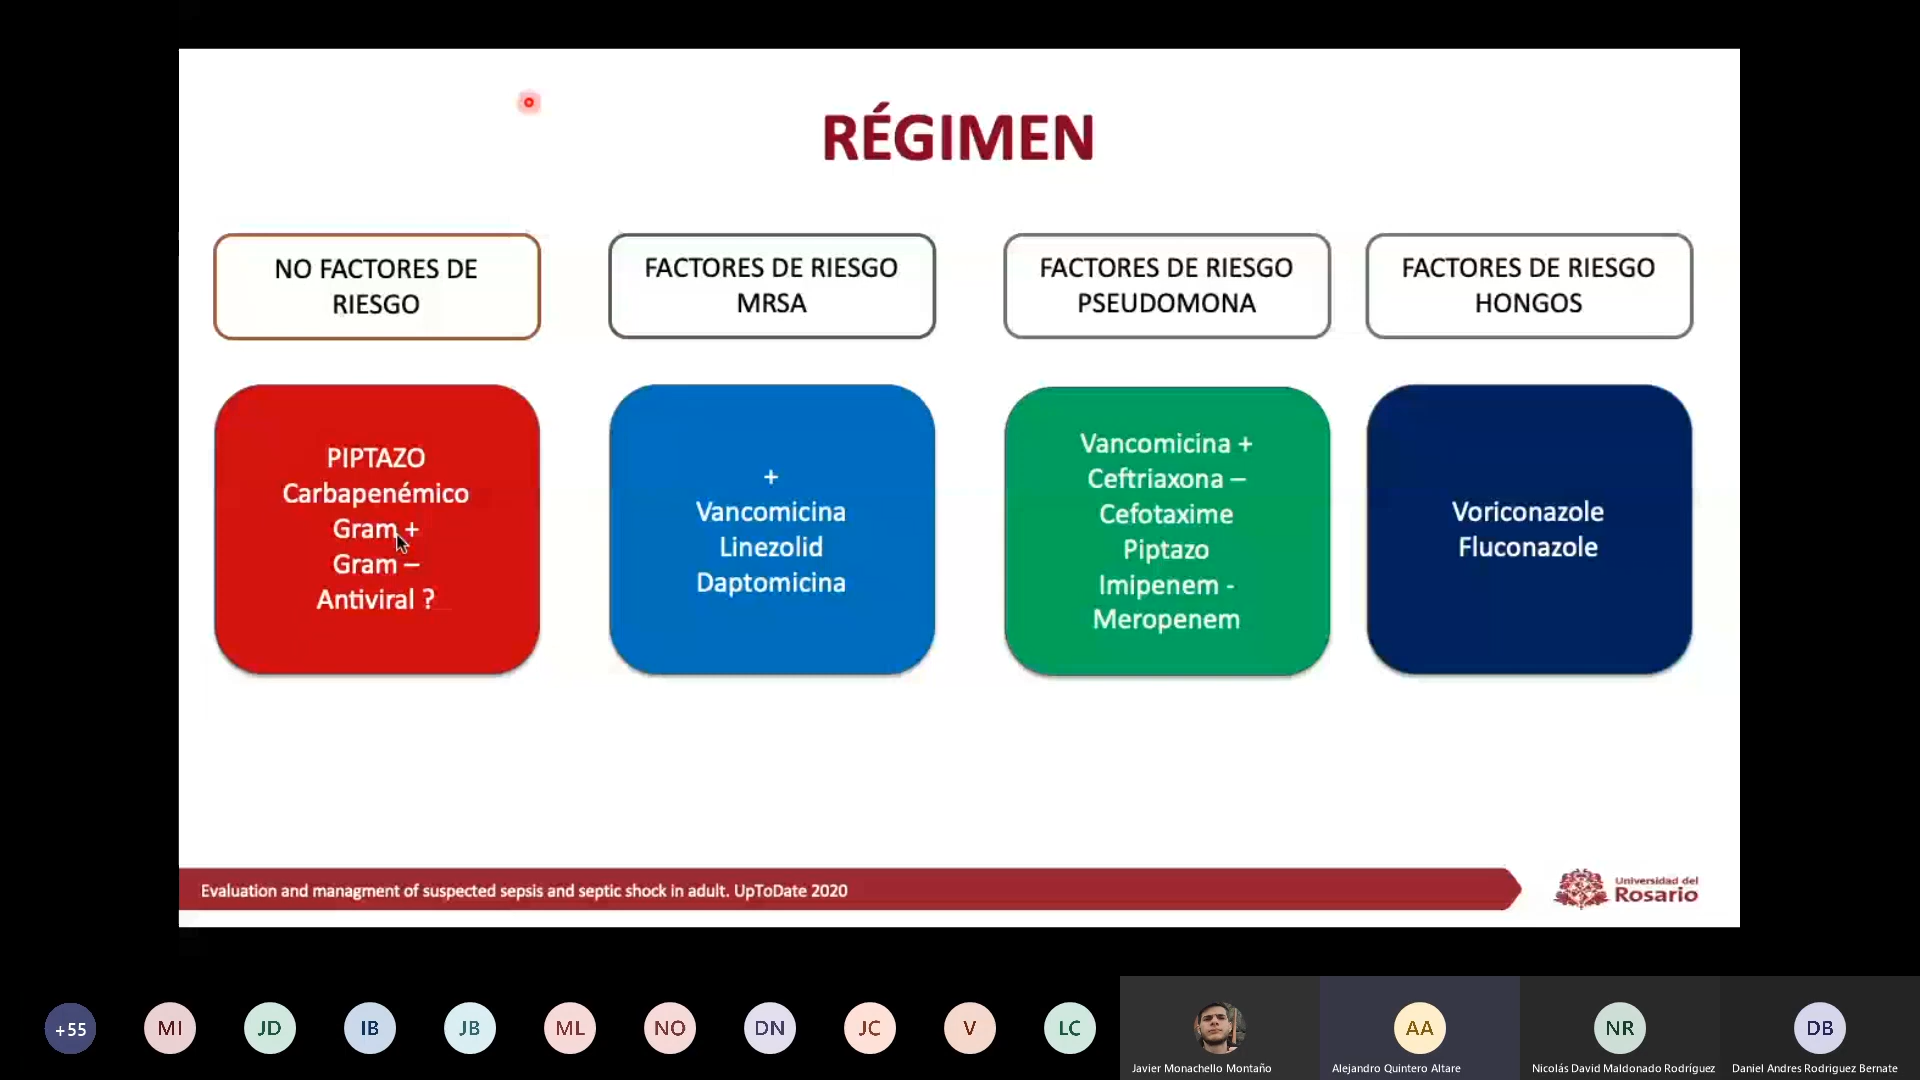 RÉGIMEN
NO FACTORES DE
RIESGO
FACTORES DE RIESGO
MRSA
FACTORES DE RIESGO
PSEUDOMONA
FACTORES DE RIESGO
HONGOS
PIPTAZO
Carbapenémico
Gram +
Gram –
Antiviral ?
+
Vancomicina
Linezolid
Daptomicina
Vancomicina +
Ceftriaxona –
Cefotaxime
Piptazo
Imipenem -
Meropenem
Voriconazole
Fluconazole
Evaluation and managment of suspected sepsis and septic shock in adult. UpToDate 2020
Universidad del
Rosario
+55
MI
JD
IB
JB
ML
NO
DN
JC
V
LC
AA
NR
DB
Javier Monachello Montaño
Alejandro Quintero Altare
Nicolás David Maldonado Rodríguez
Daniel Andres Rodriguez Bernate